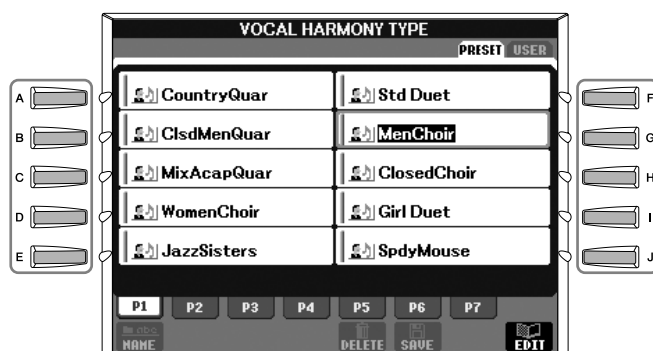 VOCAL HARMONY TYPE
PRESET USER
A CountryQuar Std Duet F
B ClsdMenQuar MenChoir G
C MixAcapQuar ClosedChoir H
D WomenChoir Girl Duet I
E JazzSisters SpdyMouse J
P1 P2 P3 P4 P5 P6 P7
abc
NAME DELETE SAVE EDIT